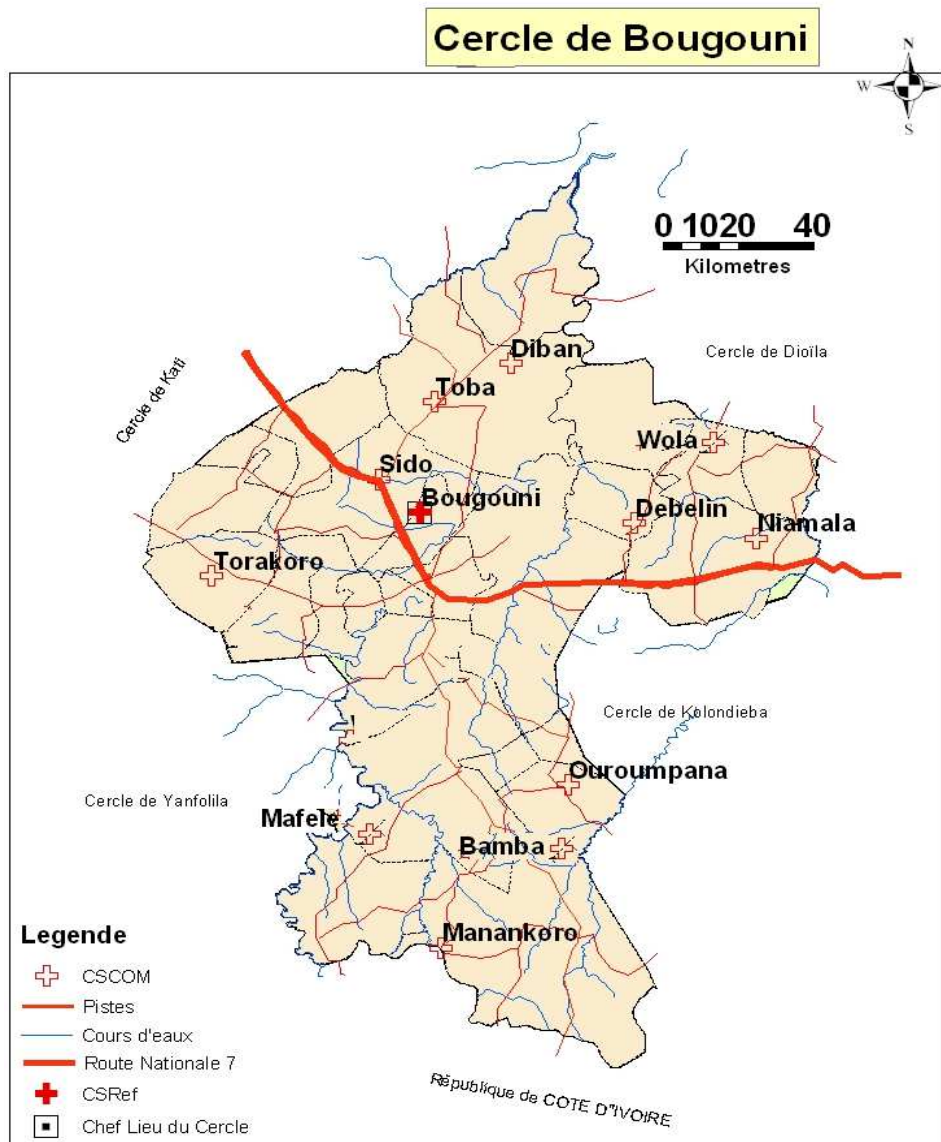 Cercle de Bougouni
N
W
S
0 10 20 40
Kilometres
Diban
Cercle de Dioïla
Cercle de Kati
Toba
Wola
Sido
Bougouni
Debelin
Niamala
Torakoro
Cercle de Kolondieba
Ouroumpana
Cercle de Yanfolila
Mafele
Bamba
Manankoro
Legende
CSCOM
Pistes
Cours d'eaux
Route Nationale 7
CSRef
Chef Lieu du Cercle
République de COTE D"IVOIRE